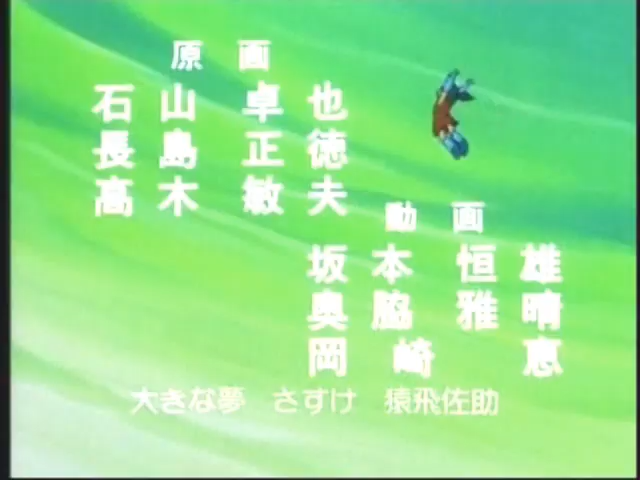 原画
石山卓也
長島正徳
高木敏夫
動画
坂本恒雄
奥脇雅晴
岡崎恵
大きな夢　さすけ　猿飛佐助